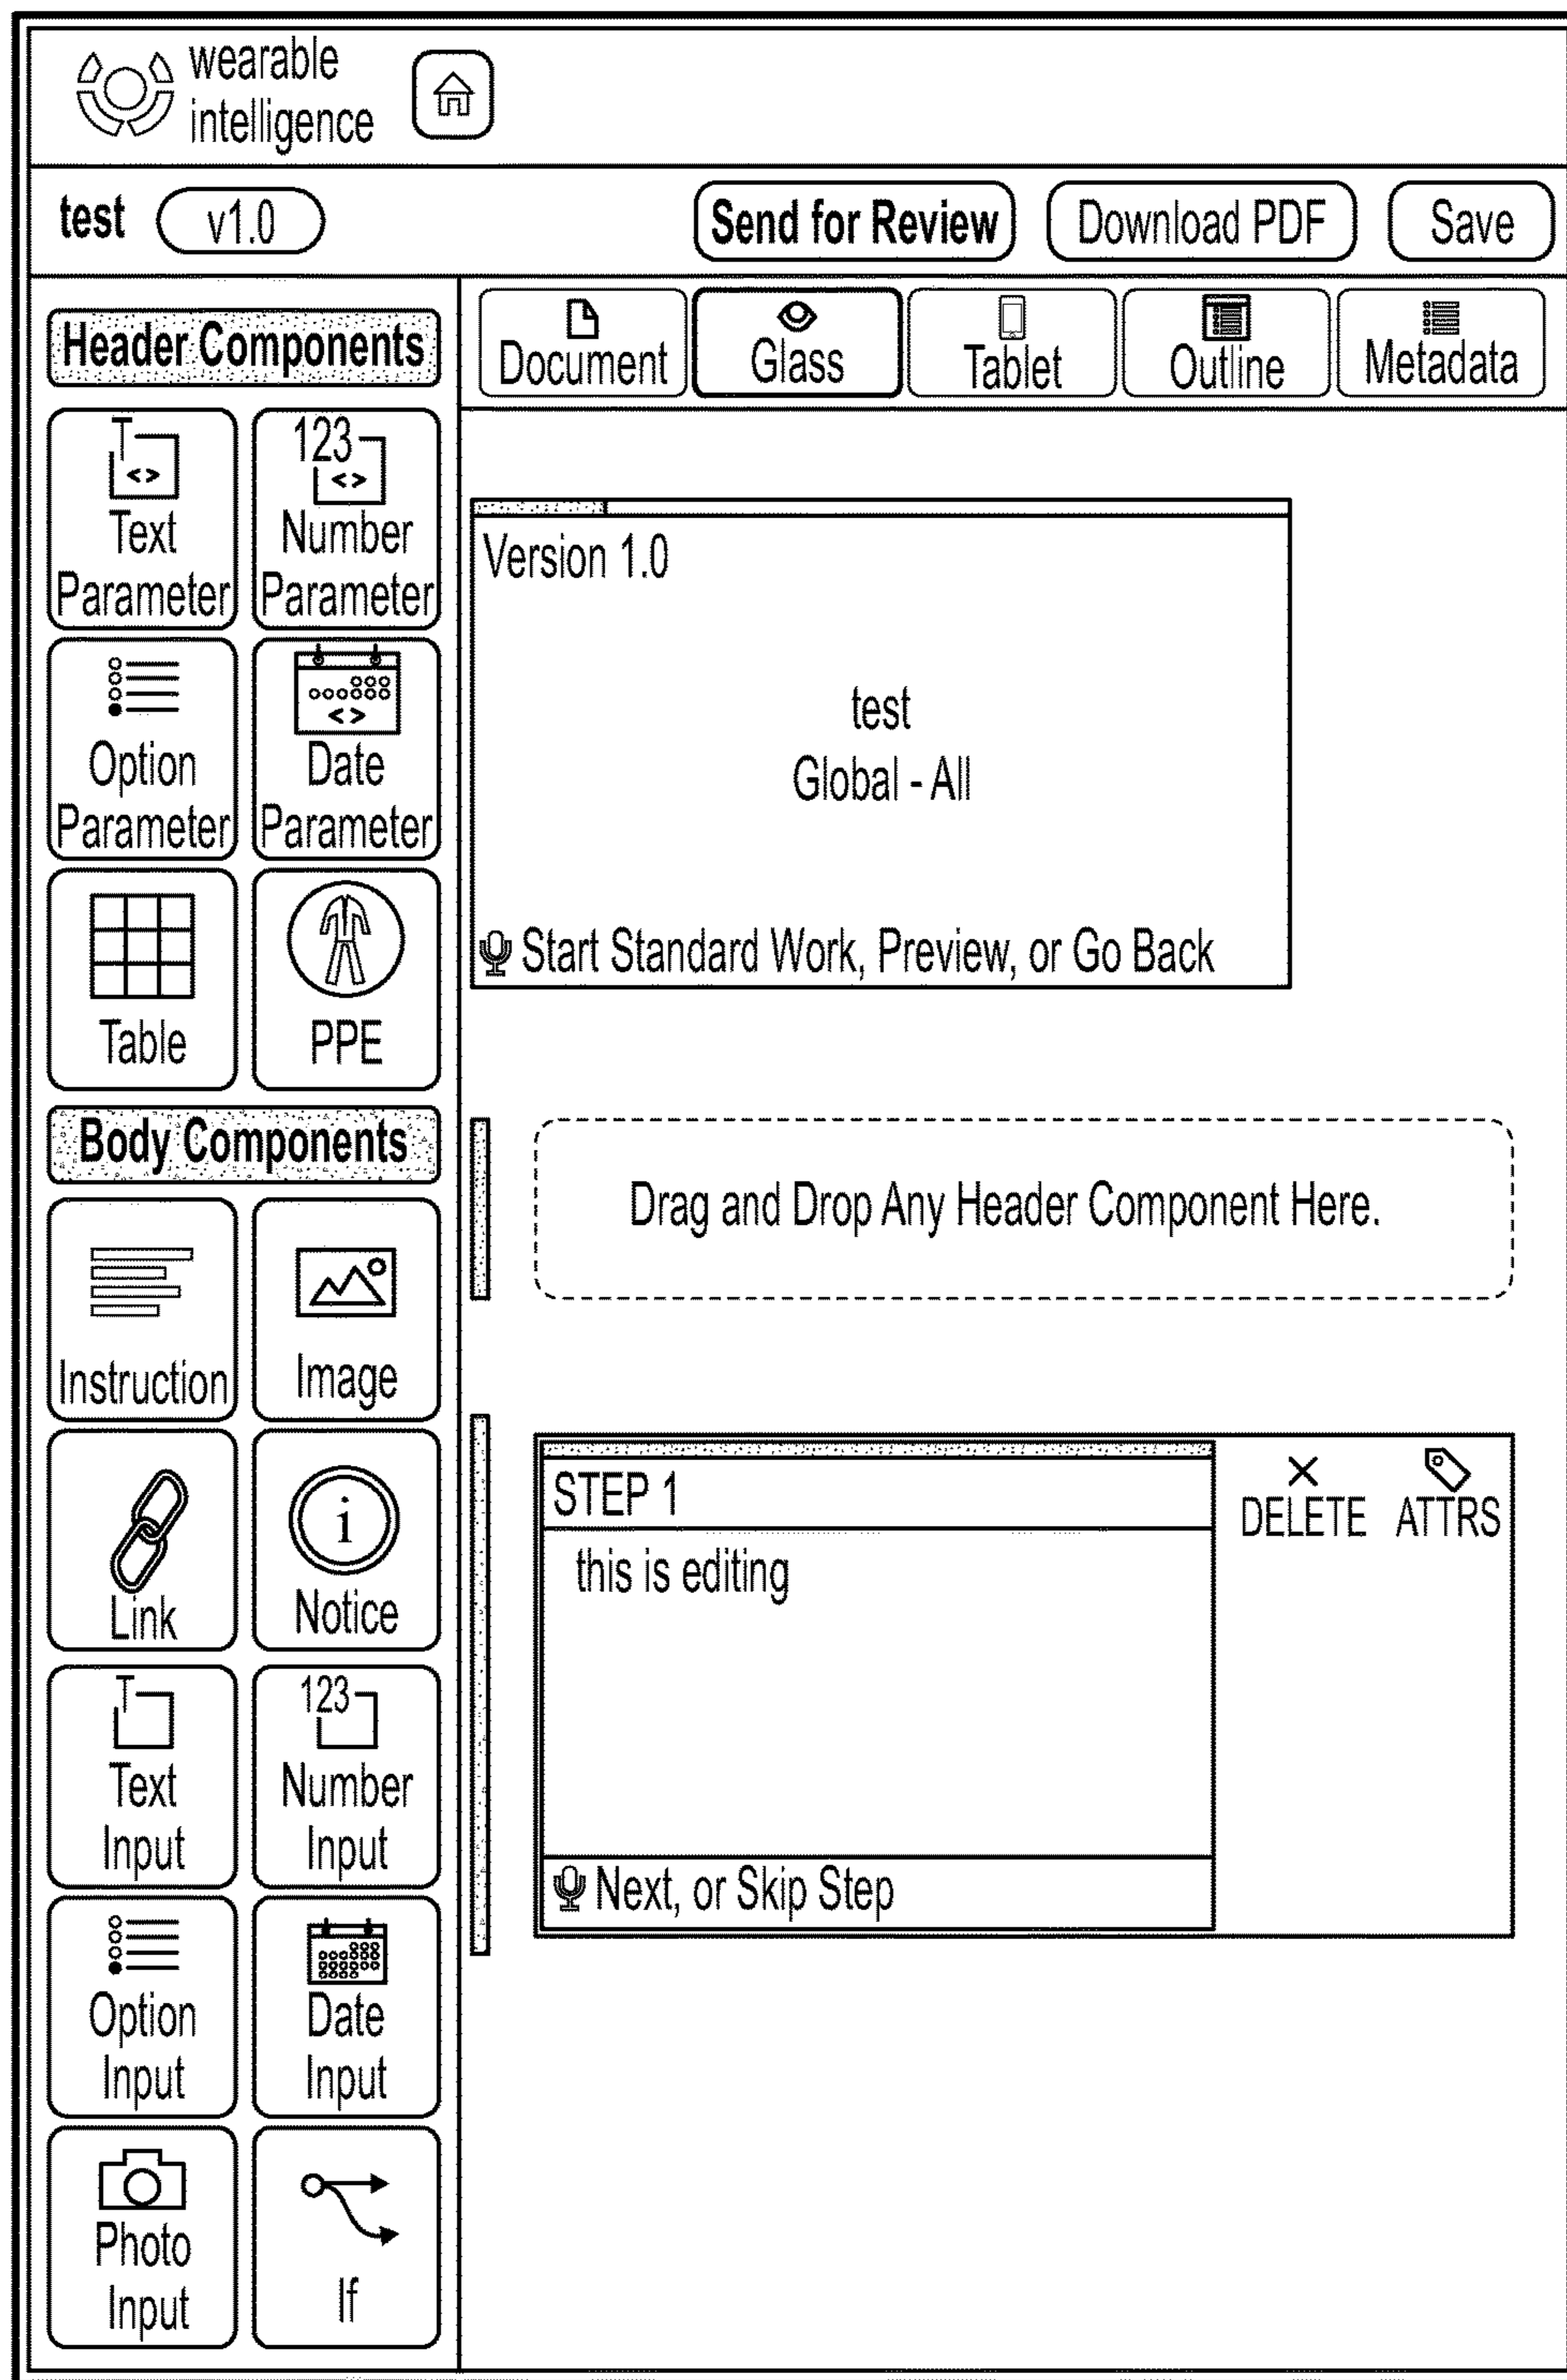 wearable
intelligence
test
v1.0
Send for Review
Download PDF
Save
Header Components
Text
Parameter
123
Number
Parameter
Option
Parameter
Date
Parameter
Table
PPE
Body Components
Instruction
Image
Link
i
Notice
T
Text
Input
123
Number
Input
Option
Input
Date
Input
Photo
Input
If
Document
Glass
Tablet
Outline
Metadata
Version 1.0
test
Global - All
Start Standard Work, Preview, or Go Back
Drag and Drop Any Header Component Here.
STEP 1
DELETE
ATTRS
this is editing
Next, or Skip Step